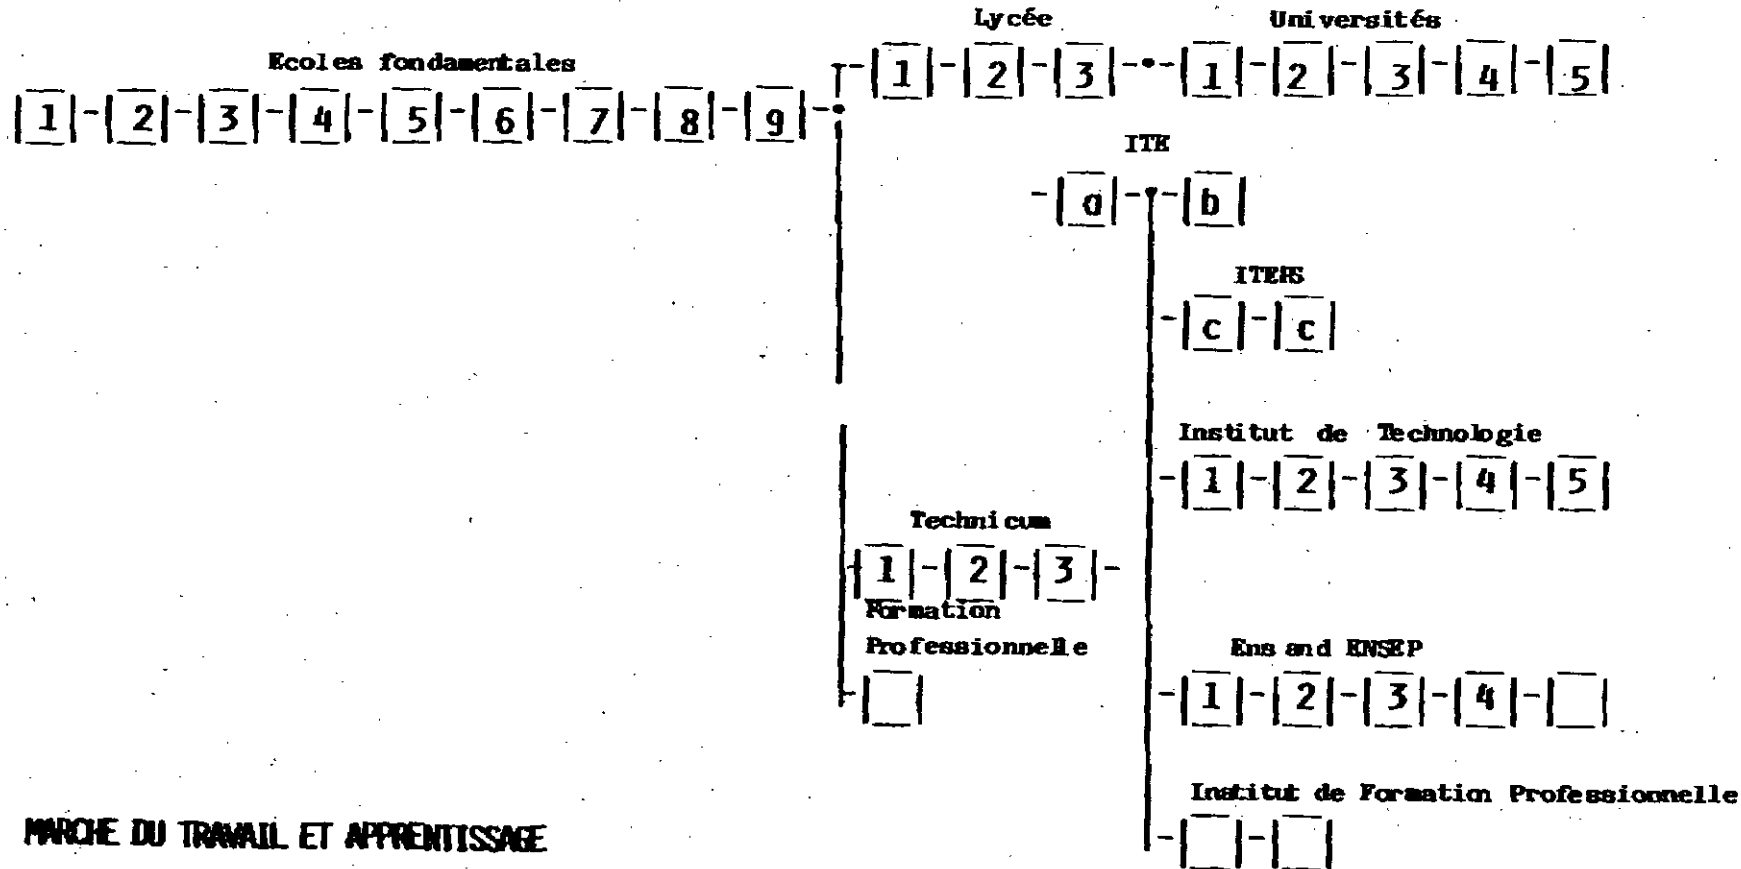 Lycée Universités
Ecoles fondamentales
1 2 3 1 2 3 4 5
1 2 3 4 5 6 7 8 9
ITE
a b
ITEPS
c c
Institut de Technologie
1 2 3 4 5
Technicum
1 2 3
Formation
Professionnelle
Ens and ENSEP
1 2 3 4
Institut de Formation Professionnelle
MARCHE DU TRAVAIL ET APPRENTISSAGE